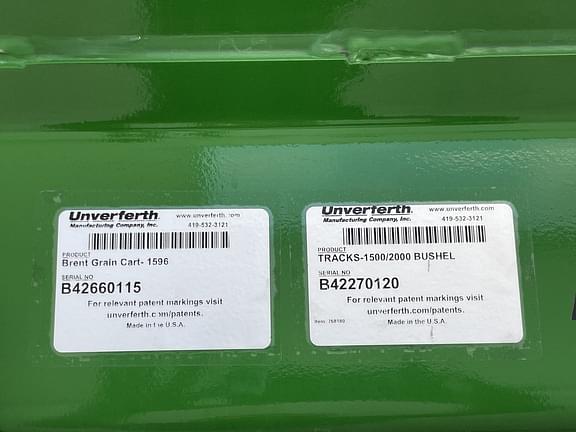 Unverferth www.unverferth.com
Manufacturing Company, Inc. 419-532-3121
PRODUCT
Brent Grain Cart- 1596
SERIAL NO
B42660115
For relevant patent markings visit
unverferth.com/patents.
Made in the U.S.A.
Unverferth www.unverferth.com
Manufacturing Company, Inc. 419-532-3121
PRODUCT
TRACKS-1500/2000 BUSHEL
SERIAL NO
B42270120
For relevant patent markings visit
unverferth.com/patents.
Made in the U.S.A.